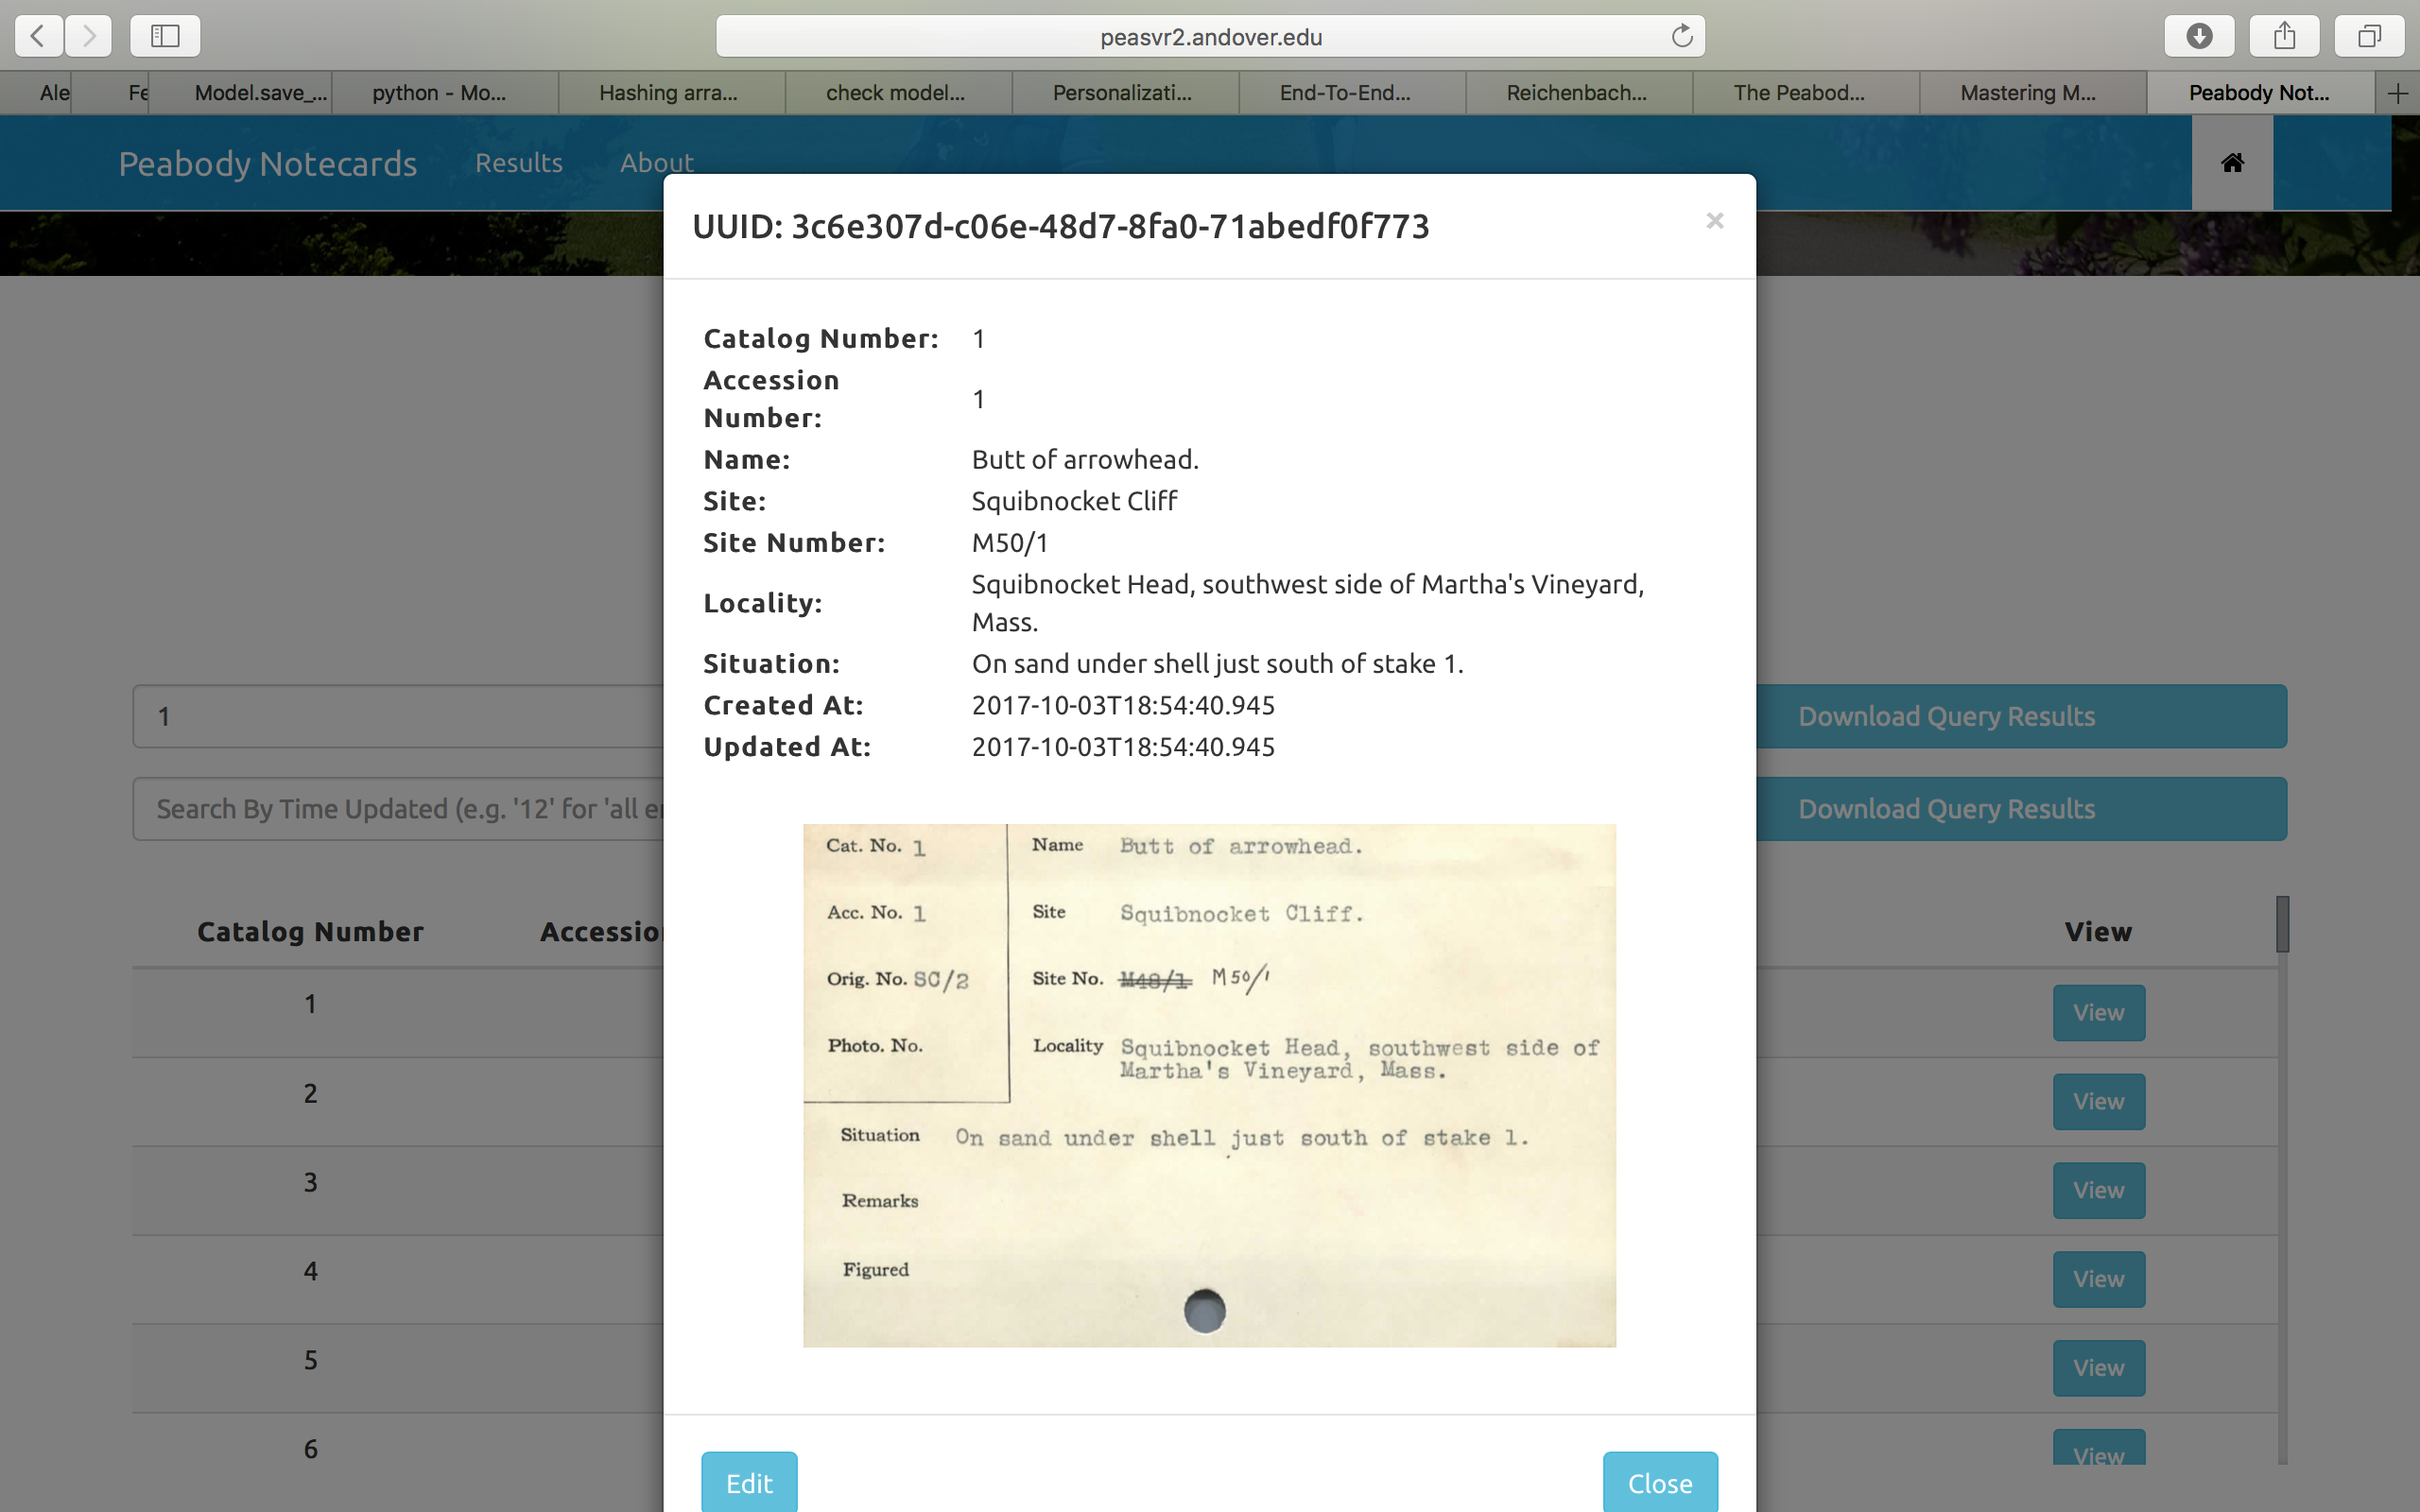 peasvr2.andover.edu
Ale
Fe
Model.save_...
python - Mo...
Hashing arra...
check model...
Personalizati...
End-To-End...
Reichenbach...
The Peabod...
Mastering M...
Peabody Not...
Peabody Notecards Results About
UUID: 3c6e307d-c06e-48d7-8fa0-71abedf0f773 ×
Catalog Number: 1
Accession
Number: 1
Name: Butt of arrowhead.
Site: Squibnocket Cliff
Site Number: M50/1
Locality: Squibnocket Head, southwest side of Martha's Vineyard,
Mass.
Situation: On sand under shell just south of stake 1.
Created At: 2017-10-03T18:54:40.945
Updated At: 2017-10-03T18:54:40.945
1
Download Query Results
Search By Time Updated (e.g. '12' for 'all e
Download Query Results
Cat. No. 1 Name Butt of arrowhead.
Acc. No. 1 Site Squibnocket Cliff.
Orig. No. SC/2 Site No. M48/1 M50/1
Photo. No. Locality Squibnocket Head, southwest side of
Martha's Vineyard, Mass.
Situation On sand under shell just south of stake 1.
Remarks
Figured
Catalog Number Accessio View
1 View
2 View
3 View
4 View
5 View
6 View
Edit Close